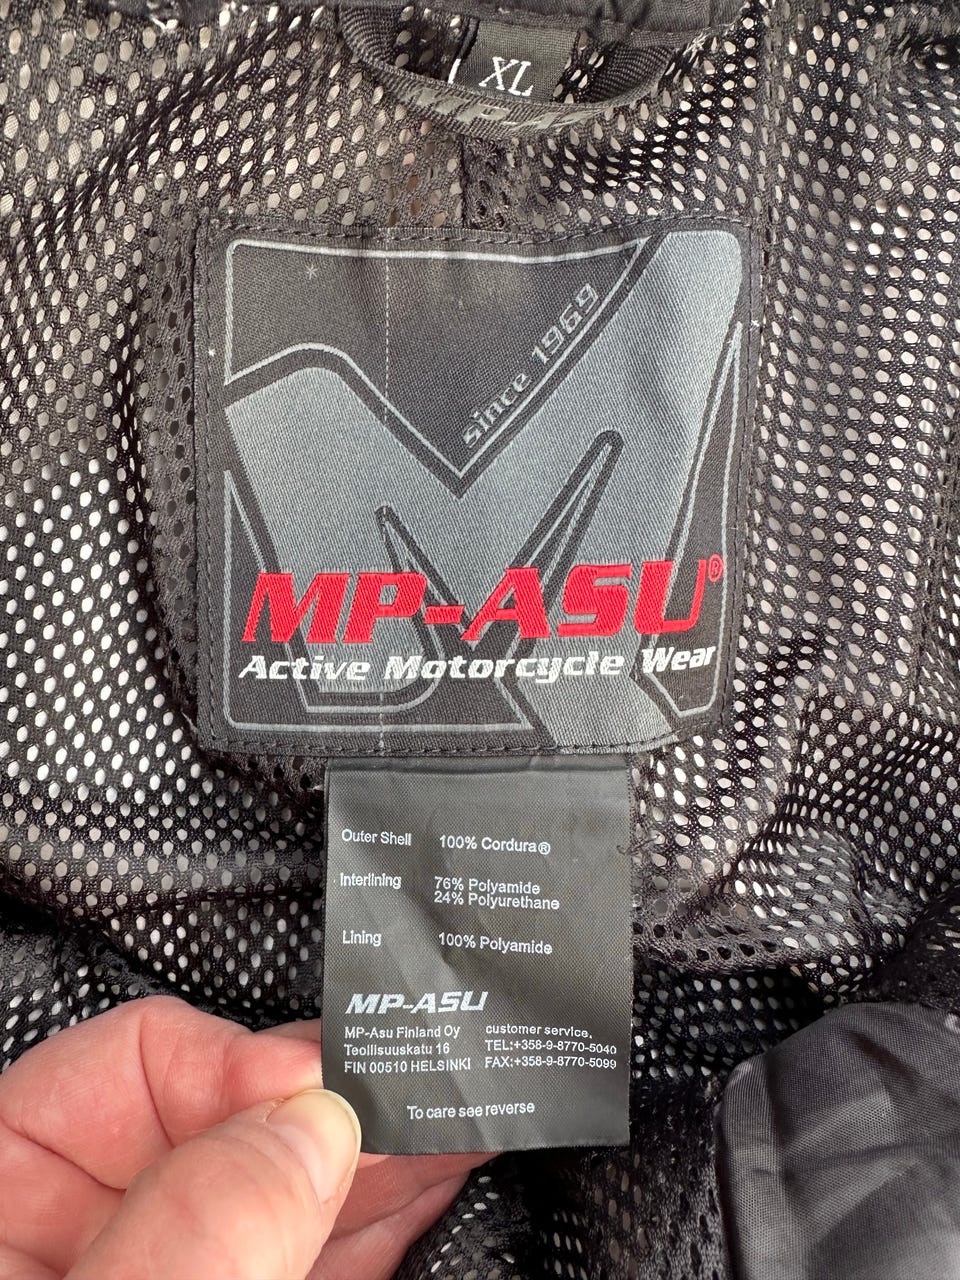 XL
since 1969
MP-ASU®
Active Motorcycle Wear
Outer Shell 100% Cordura®
Interlining 76% Polyamide
24% Polyurethane
Lining 100% Polyamide
MP-ASU
MP-Asu Finland Oy customer service,
Teollisuuskatu 16 TEL:+358-9-8770-5040
FIN 00510 HELSINKI FAX:+358-9-8770-5099
To care see reverse